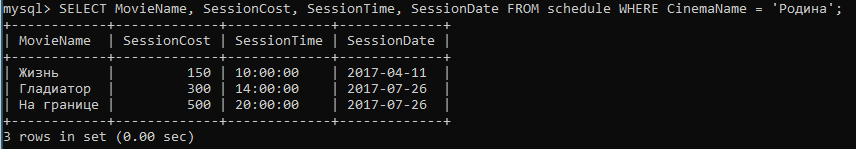 mysql> SELECT MovieName, SessionCost, SessionTime, SessionDate FROM schedule WHERE CinemaName = 'Родина';
+------------+-------------+-------------+-------------+
| MovieName  | SessionCost | SessionTime | SessionDate |
+------------+-------------+-------------+-------------+
| Жизнь      |         150 | 10:00:00    | 2017-04-11  |
| Гладиатор  |         300 | 14:00:00    | 2017-07-26  |
| На границе |         500 | 20:00:00    | 2017-07-26  |
+------------+-------------+-------------+-------------+
3 rows in set (0.00 sec)